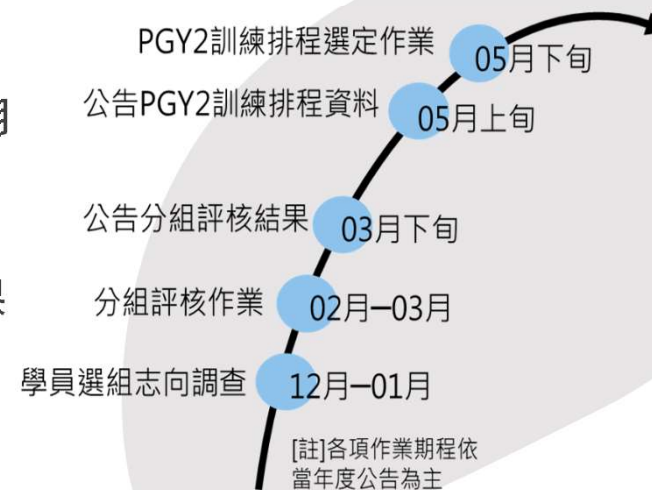 PGY2訓練排程選定作業
05月下旬
公告PGY2訓練排程資料
05月上旬
公告分組評核結果
03月下旬
分組評核作業
02月—03月
學員選組志向調查
12月—01月
[註]各項作業期程依
當年度公告為主